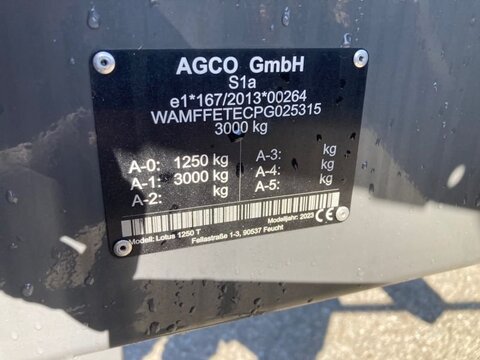 AGCO GmbH
S1a
e1*167/2013*00264
WAMFFETECPG025315
3000 kg
A-0: 1250 kg
A-1: 3000 kg
A-2: kg
A-3: kg
A-4: kg
A-5: kg
Modell: Lotus 1250 T
Modelljahr: 2023 CE
Fellastraße 1-3, 90537 Feucht